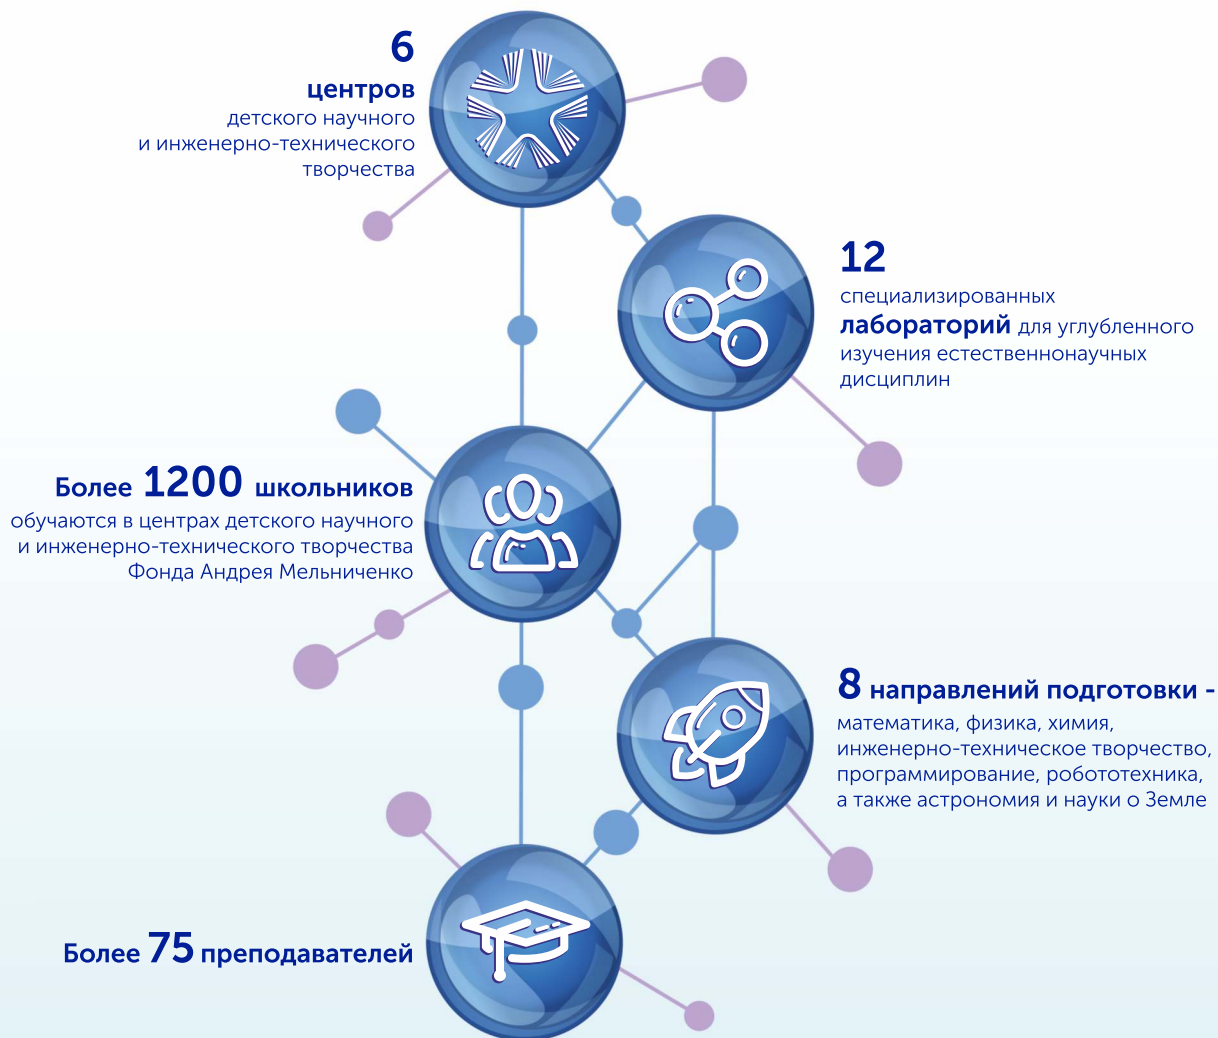 6
центров
детского научного
и инженерно-технического
творчества
12
специализированных
лабораторий для углубленного
изучения естественнонаучных
дисциплин
Более 1200 школьников
обучаются в центрах детского научного
и инженерно-технического творчества
Фонда Андрея Мельниченко
8 направлений подготовки -
математика, физика, химия,
инженерно-техническое творчество,
программирование, робототехника,
а также астрономия и науки о Земле
Более 75 преподавателей